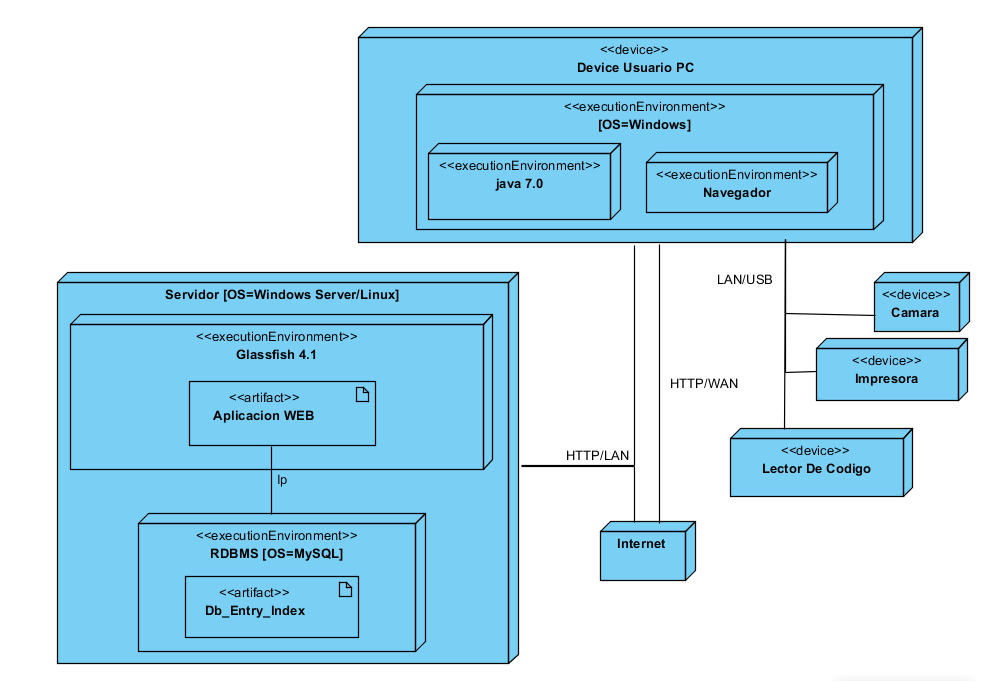 <<device>>
Device Usuario PC
<<executionEnvironment>>
[OS=Windows]
<<executionEnvironment>>
java 7.0
<<executionEnvironment>>
Navegador
LAN/USB
<<device>>
Camara
<<device>>
Impresora
<<device>>
Lector De Codigo
HTTP/WAN
HTTP/LAN
Internet
Servidor [OS=Windows Server/Linux]
<<executionEnvironment>>
Glassfish 4.1
<<artifact>>
Aplicacion WEB
Ip
<<executionEnvironment>>
RDBMS [OS=MySQL]
<<artifact>>
Db_Entry_Index